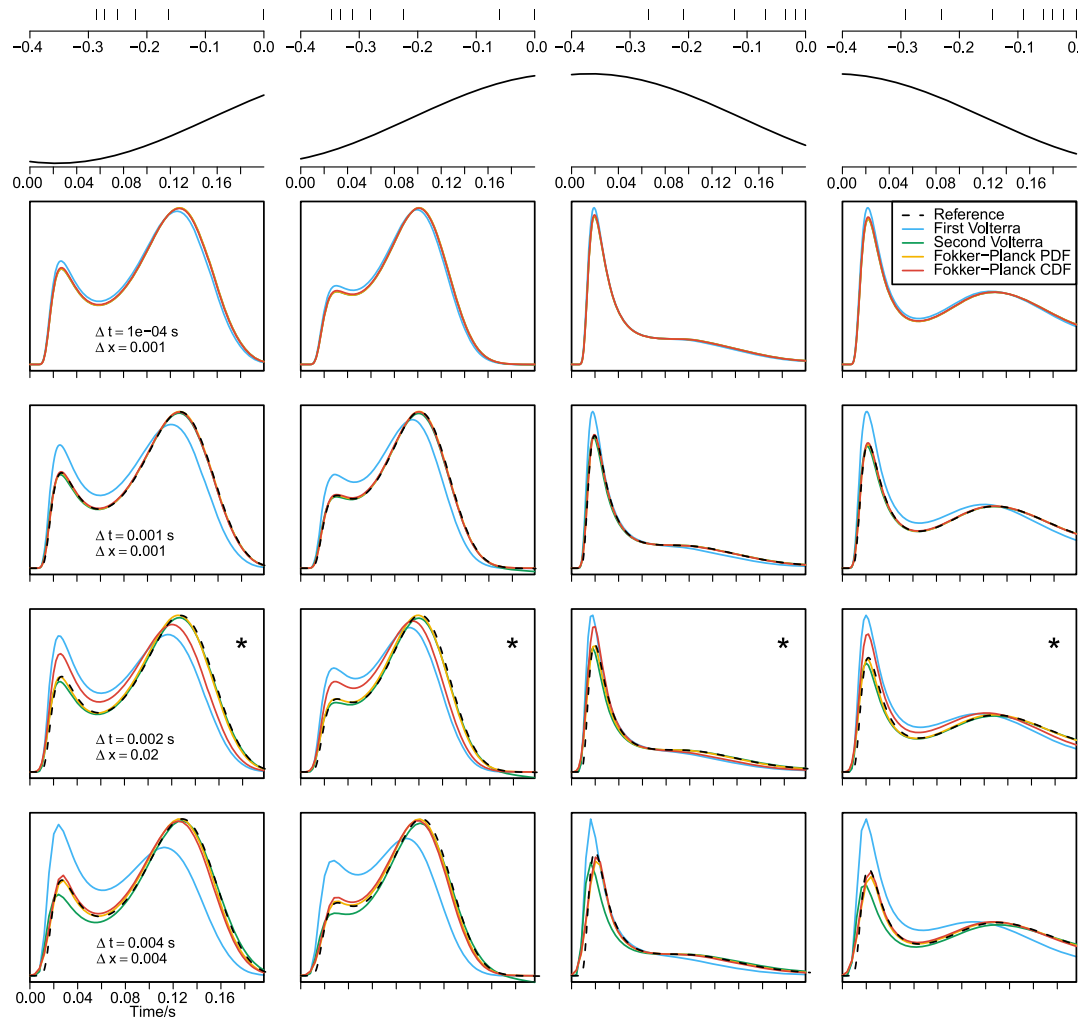 −0.4 −0.3 −0.2 −0.1 0.0 −0.4 −0.3 −0.2 −0.1 0.0 −0.4 −0.3 −0.2 −0.1 0.0 −0.4 −0.3 −0.2 −0.1 0.
0.00 0.04 0.08 0.12 0.16 0.00 0.04 0.08 0.12 0.16 0.00 0.04 0.08 0.12 0.16 0.00 0.04 0.08 0.12 0.16
Reference
First Volterra
Second Volterra
Fokker−Planck PDF
Fokker−Planck CDF
Δ t = 1e−04 s
Δ x = 0.001
Δ t = 0.001 s
Δ x = 0.001
* * * *
Δ t = 0.002 s
Δ x = 0.02
Δ t = 0.004 s
Δ x = 0.004
0.00 0.04 0.08 0.12 0.16
Time/s